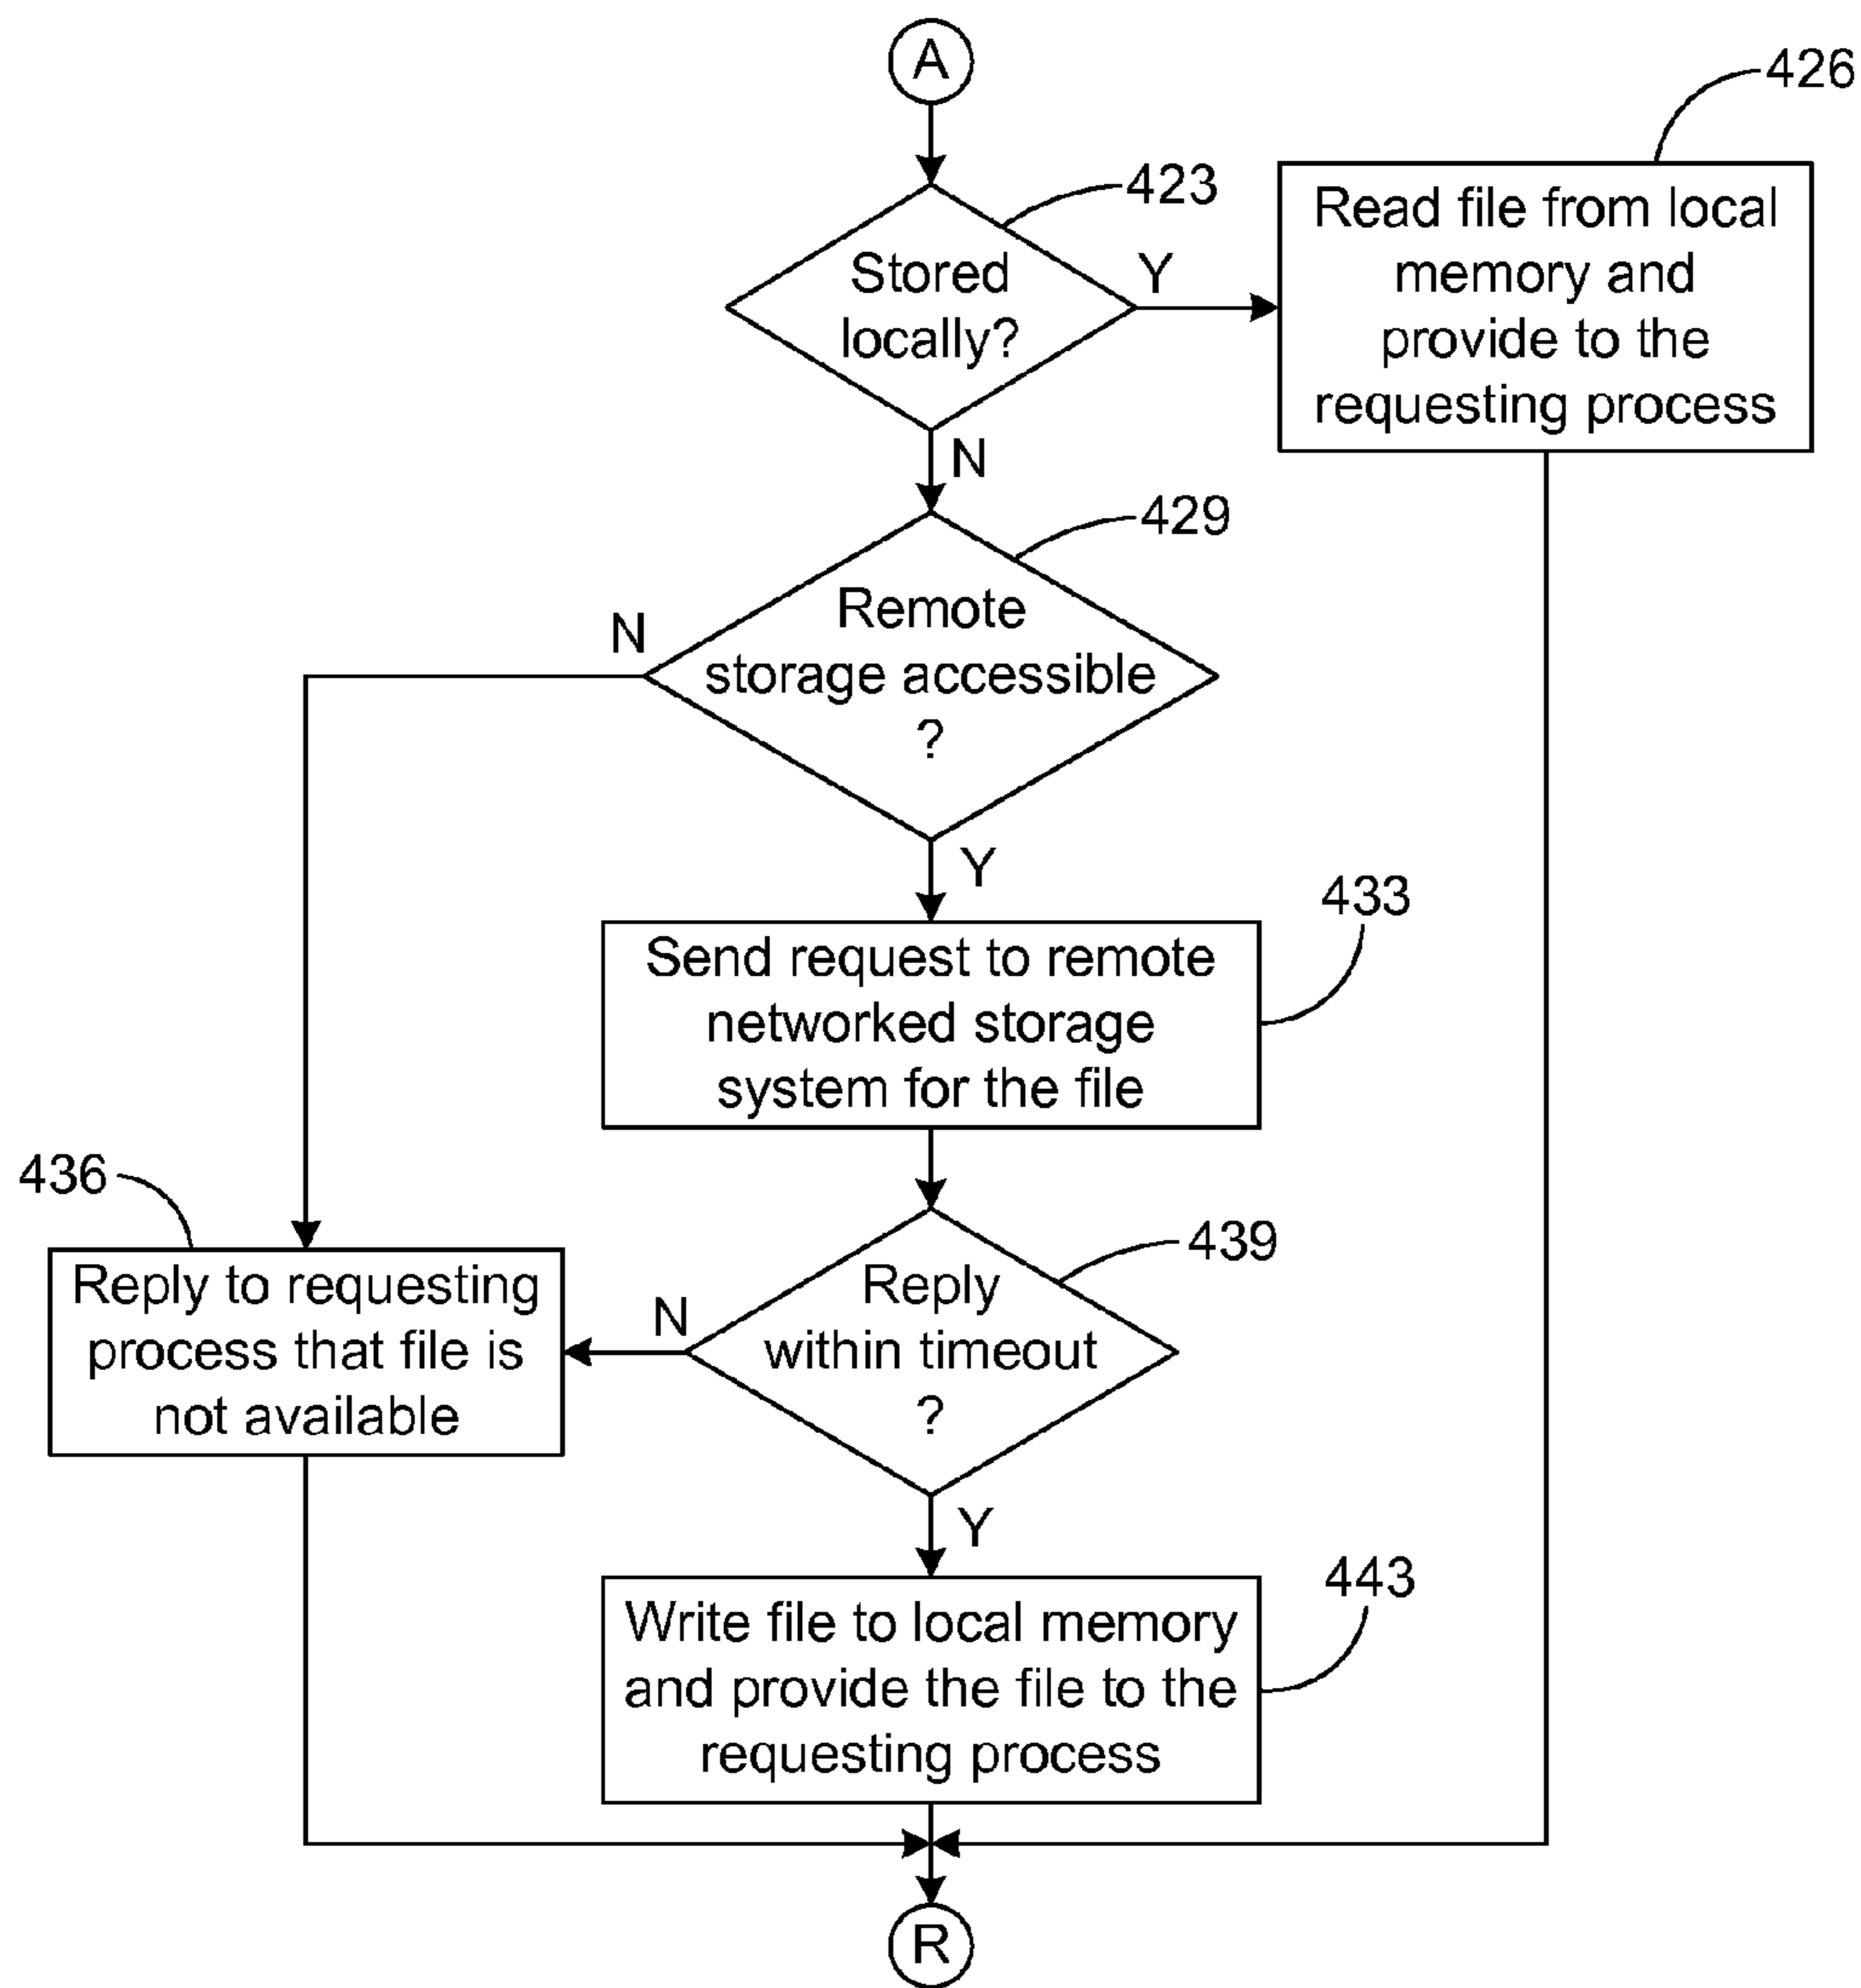 A
426
423
Stored
locally?
Y
Read file from local
memory and
provide to the
requesting process
N
429
Remote
storage accessible
?
N
Y
433
Send request to remote
networked storage
system for the file
436
Reply to requesting
process that file is
not available
439
Reply
within timeout
?
N
Y
443
Write file to local memory
and provide the file to the
requesting process
R